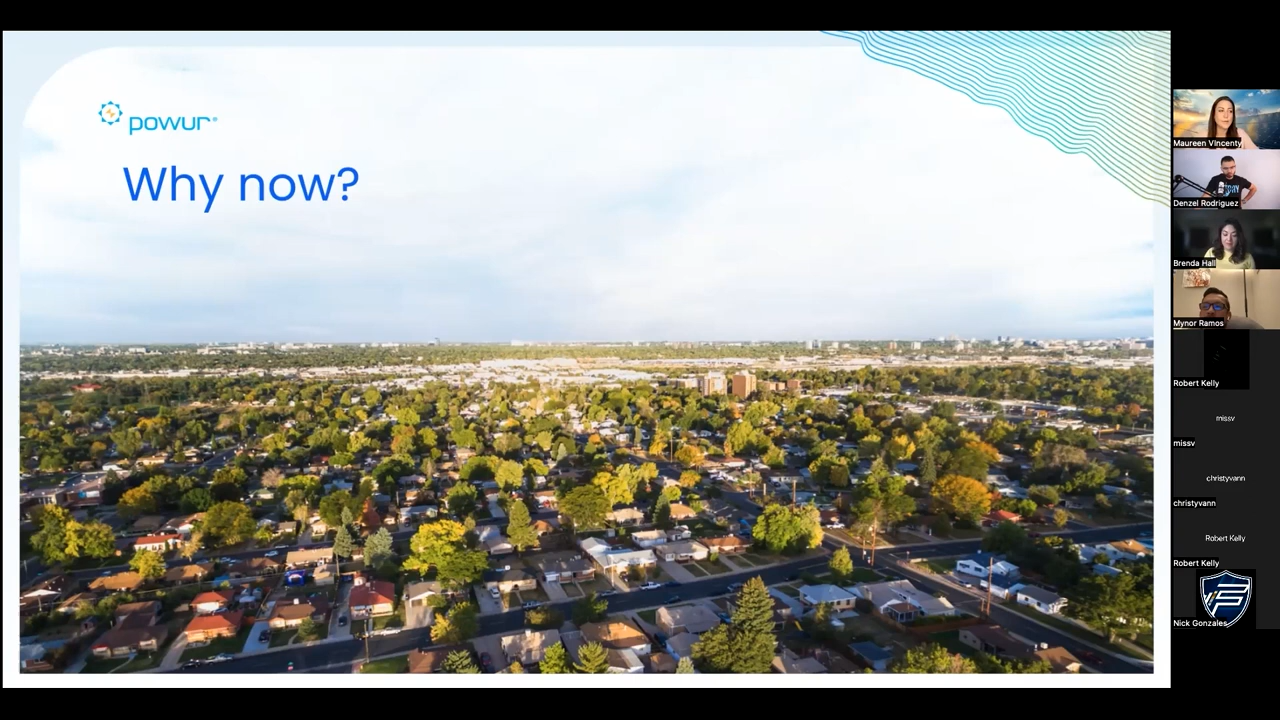 powur®
Why now?
Maureen VIncenty
Denzel Rodriguez
Brenda Hall
Mynor Ramos
Robert Kelly
missv
missv
christyvann
christyvann
Robert Kelly
Robert Kelly
Nick Gonzales